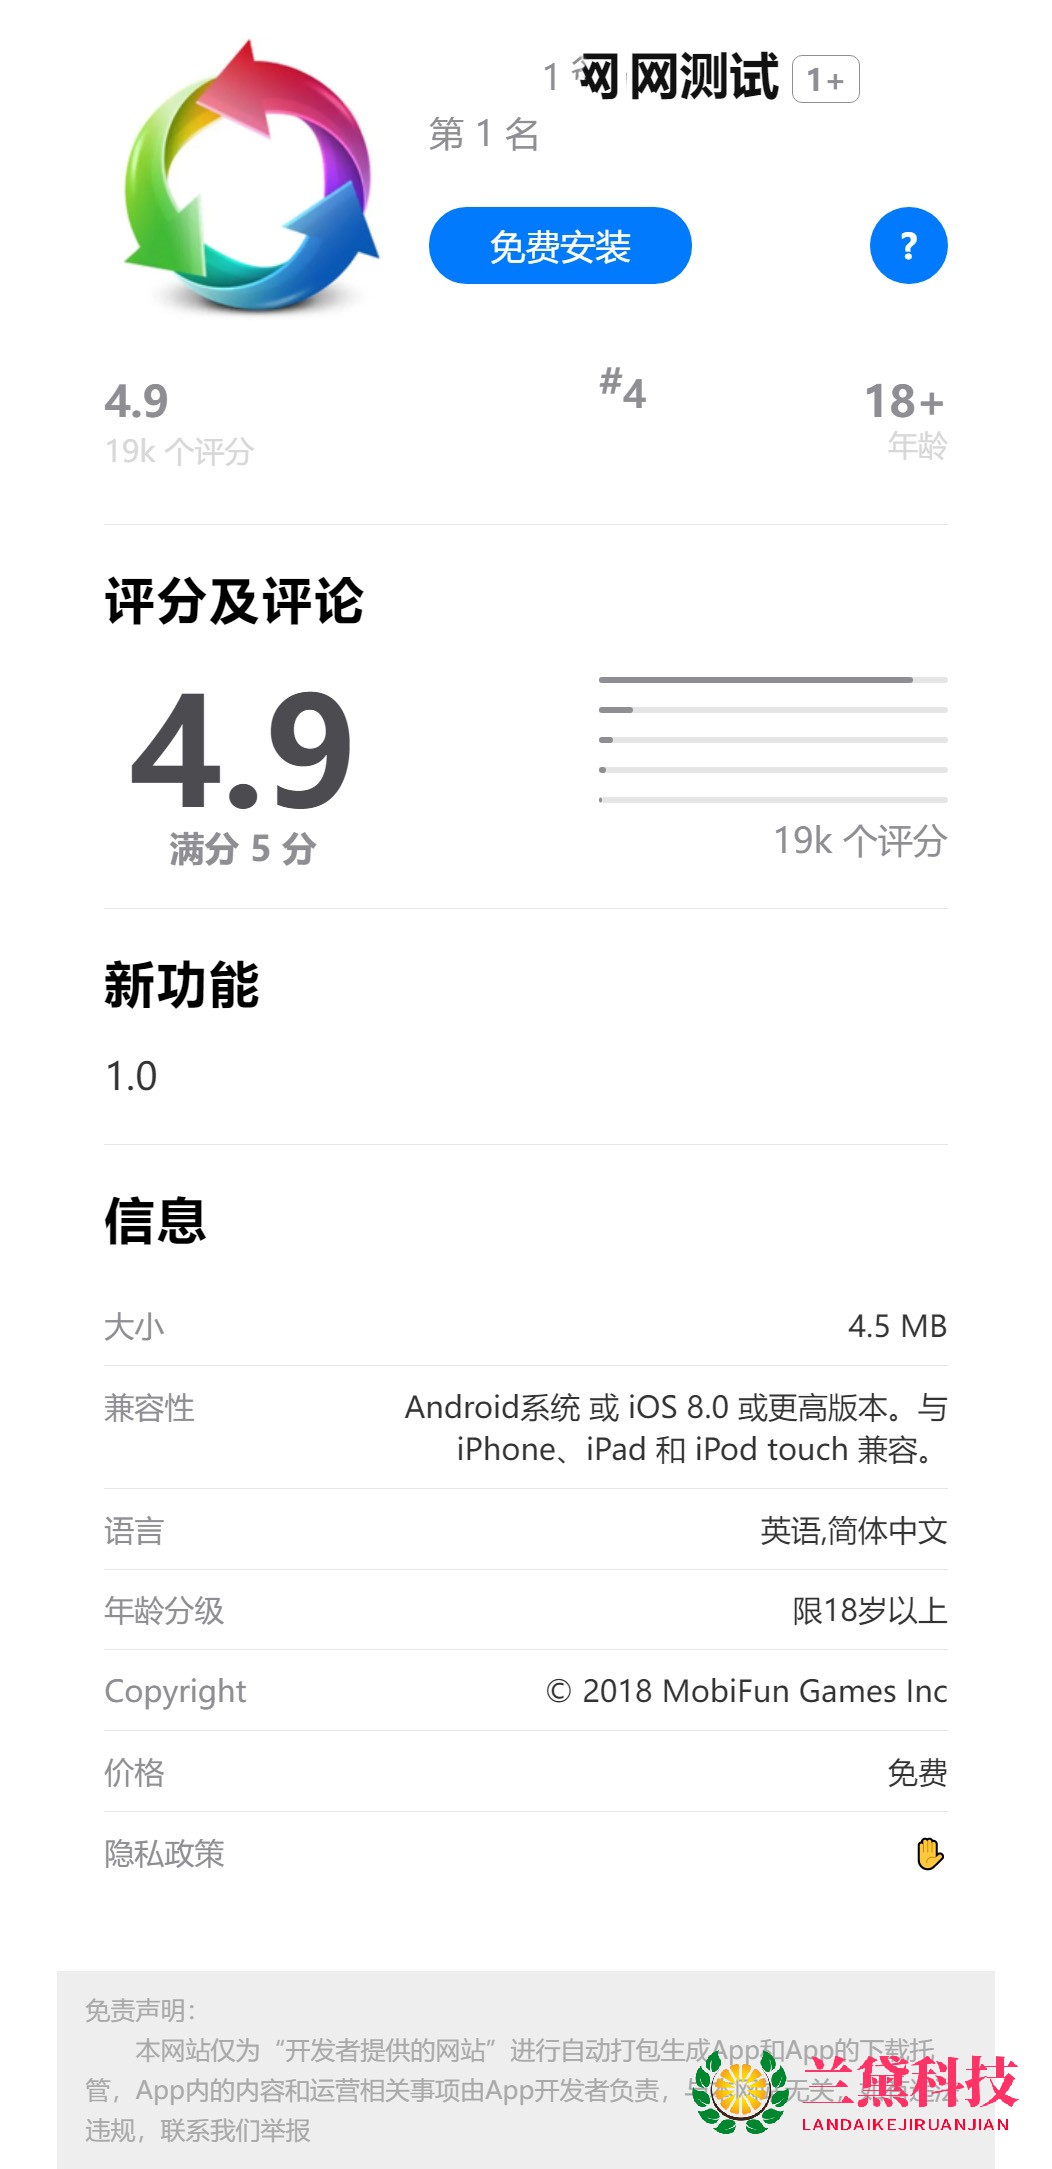 网测试 1+
第 1 名
免费安装 ?
4.9 #4 18+
19k 个评分 年龄
评分及评论
4.9
满分 5 分
19k 个评分
新功能
1.0
信息
大小 4.5 MB
兼容性 Android系统 或 iOS 8.0 或更高版本。与
iPhone、iPad 和 iPod touch 兼容。
语言 英语,简体中文
年龄分级 限18岁以上
Copyright © 2018 MobiFun Games Inc
价格 免费
隐私政策
免责声明：
本网站仅为“开发者提供的网站”进行自动打包生成App和App的下载托
管，App内的内容和运营相关事项由App开发者负责，
违规，联系我们举报
兰黛科技
LANDAIKEJIRUANJIAN